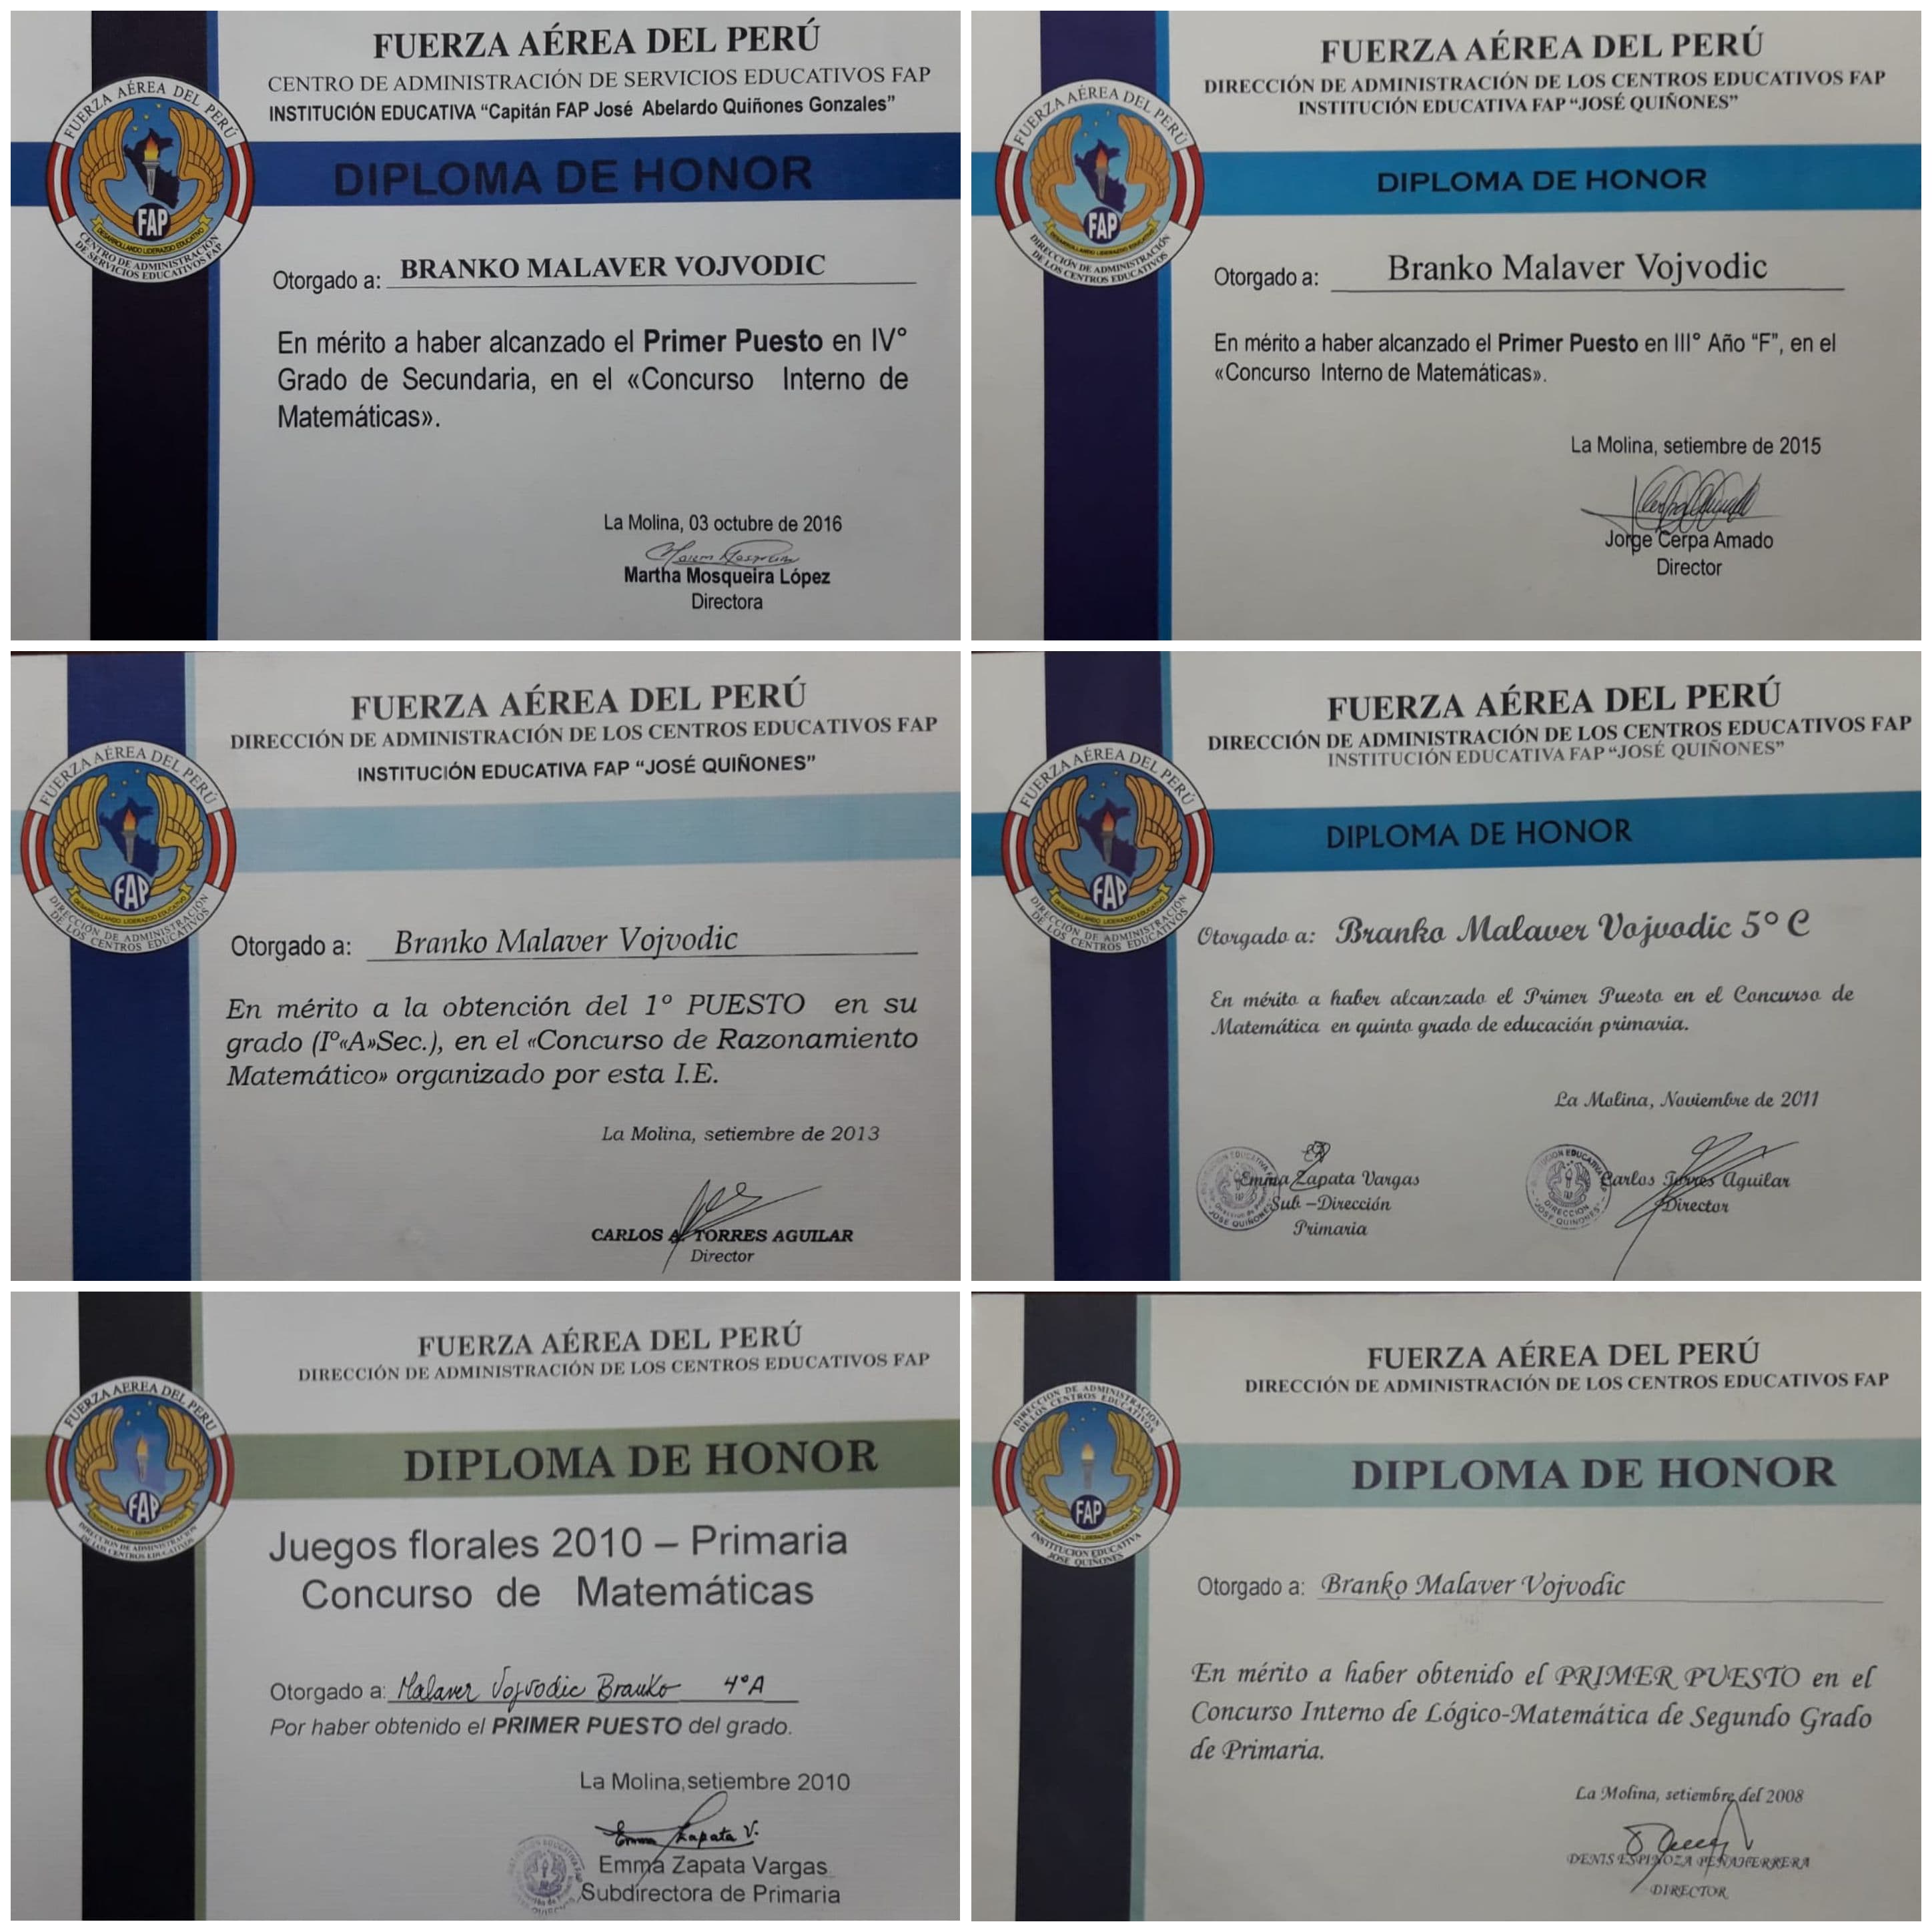 FUERZA AÉREA DEL PERÚ
CENTRO DE ADMINISTRACIÓN DE SERVICIOS EDUCATIVOS FAP
INSTITUCIÓN EDUCATIVA “Capitán FAP José Abelardo Quiñones Gonzales”
DIPLOMA DE HONOR
FUERZA AÉREA DEL PERÚ
FAP
DESARROLLANDO LIDERAZGO EDUCATIVO
CENTRO DE ADMINISTRACIÓN
DE SERVICIOS EDUCATIVOS FAP
Otorgado a: BRANKO MALAVER VOJVODIC
En mérito a haber alcanzado el Primer Puesto en IV°
Grado de Secundaria, en el «Concurso Interno de
Matemáticas».
La Molina, 03 octubre de 2016
Martha Mosqueira López
Directora
FUERZA AÉREA DEL PERÚ
DIRECCIÓN DE ADMINISTRACIÓN DE LOS CENTROS EDUCATIVOS FAP
INSTITUCIÓN EDUCATIVA FAP “JOSÉ QUIÑONES”
DIPLOMA DE HONOR
FUERZA AÉREA DEL PERÚ
FAP
DESARROLLANDO LIDERAZGO EDUCATIVO
DIRECCIÓN DE ADMINISTRACIÓN
DE LOS CENTROS EDUCATIVOS
Otorgado a: Branko Malaver Vojvodic
En mérito a haber alcanzado el Primer Puesto en III° Año “F”, en el
«Concurso Interno de Matemáticas».
La Molina, setiembre de 2015
Jorge Cerpa Amado
Director
FUERZA AÉREA DEL PERÚ
DIRECCIÓN DE ADMINISTRACIÓN DE LOS CENTROS EDUCATIVOS FAP
INSTITUCIÓN EDUCATIVA FAP “JOSÉ QUIÑONES”
FUERZA AÉREA DEL PERÚ
FAP
DESARROLLANDO LIDERAZGO EDUCATIVO
DIRECCIÓN DE ADMINISTRACIÓN
DE LOS CENTROS EDUCATIVOS
Otorgado a: Branko Malaver Vojvodic
En mérito a la obtención del 1° PUESTO en su
grado (I°«A»Sec.), en el «Concurso de Razonamiento
Matemático» organizado por esta I.E.
La Molina, setiembre de 2013
CARLOS A. TORRES AGUILAR
Director
FUERZA AÉREA DEL PERÚ
DIRECCIÓN DE ADMINISTRACIÓN DE LOS CENTROS EDUCATIVOS FAP
INSTITUCIÓN EDUCATIVA FAP “JOSÉ QUIÑONES”
DIPLOMA DE HONOR
FUERZA AÉREA DEL PERÚ
FAP
DESARROLLANDO LIDERAZGO EDUCATIVO
DIRECCIÓN DE ADMINISTRACIÓN
DE LOS CENTROS EDUCATIVOS
Otorgado a: Branko Malaver Vojvodic 5° C
En mérito a haber alcanzado el Primer Puesto en el Concurso de
Matemática en quinto grado de educación primaria.
La Molina, Noviembre de 2011
Emma Zapata Vargas
Sub –Dirección
Primaria
Carlos Torres Aguilar
Director
FUERZA AÉREA DEL PERÚ
DIRECCIÓN DE ADMINISTRACIÓN DE LOS CENTROS EDUCATIVOS FAP
DIPLOMA DE HONOR
FUERZA AEREA DEL PERU
FAP
DIRECCION DE ADMINISTRACION
DE LOS CENTROS EDUCATIVOS
Juegos florales 2010 – Primaria
Concurso de Matemáticas
Otorgado a: Malaver Vojvodic Branko 4°A
Por haber obtenido el PRIMER PUESTO del grado.
La Molina,setiembre 2010
Emma Zapata V.
Emma Zapata Vargas
Subdirectora de Primaria
FUERZA AÉREA DEL PERÚ
DIRECCIÓN DE ADMINISTRACIÓN DE LOS CENTROS EDUCATIVOS FAP
DIPLOMA DE HONOR
DIRECCION DE ADMINISTRACION
DE LOS CENTROS EDUCATIVOS
FAP
INSTITUCION EDUCATIVA
JOSE QUIÑONES
Otorgado a: Branko Malaver Vojvodic
En mérito a haber obtenido el PRIMER PUESTO en el
Concurso Interno de Lógico-Matemática de Segundo Grado
de Primaria.
La Molina, setiembre del 2008
DENIS ESPINOZA PEÑAHERRERA
DIRECTOR